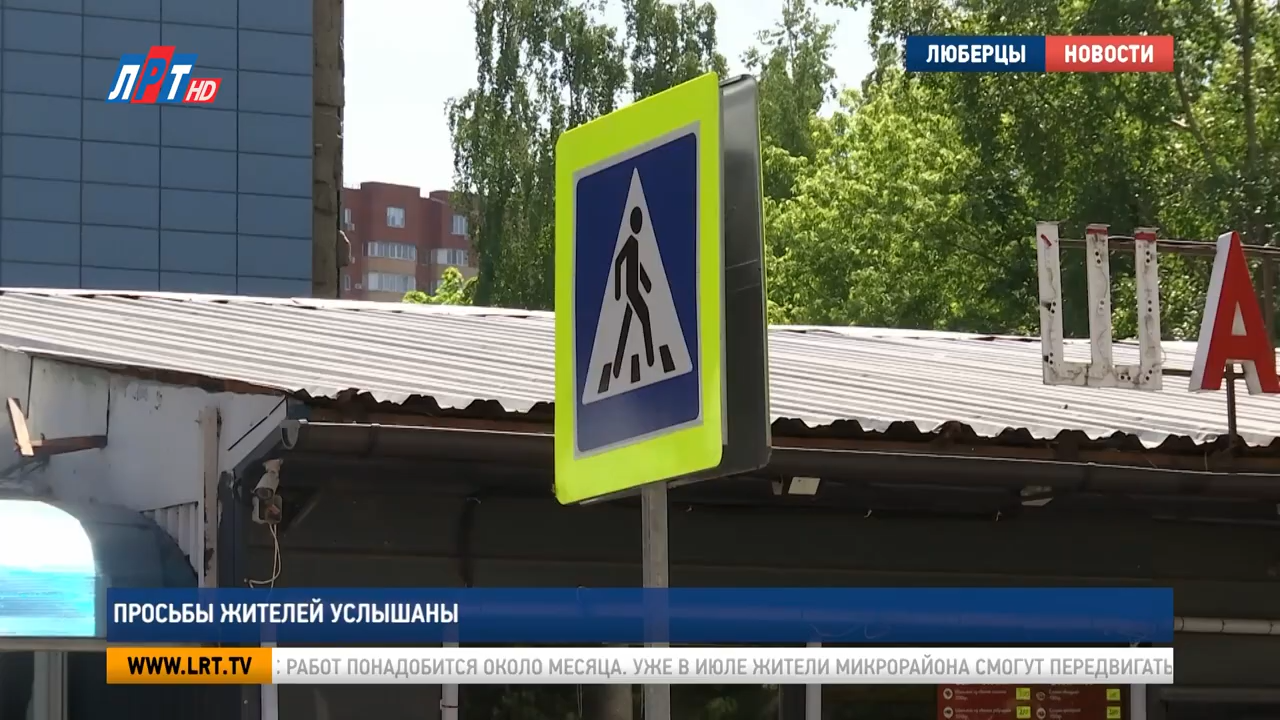 ЛРТ HD
ЛЮБЕРЦЫ НОВОСТИ
ША
ПРОСЬБЫ ЖИТЕЛЕЙ УСЛЫШАНЫ
WWW.LRT.TV
РАБОТ ПОНАДОБИТСЯ ОКОЛО МЕСЯЦА. УЖЕ В ИЮЛЕ ЖИТЕЛИ МИКРОРАЙОНА СМОГУТ ПЕРЕДВИГАТЬ